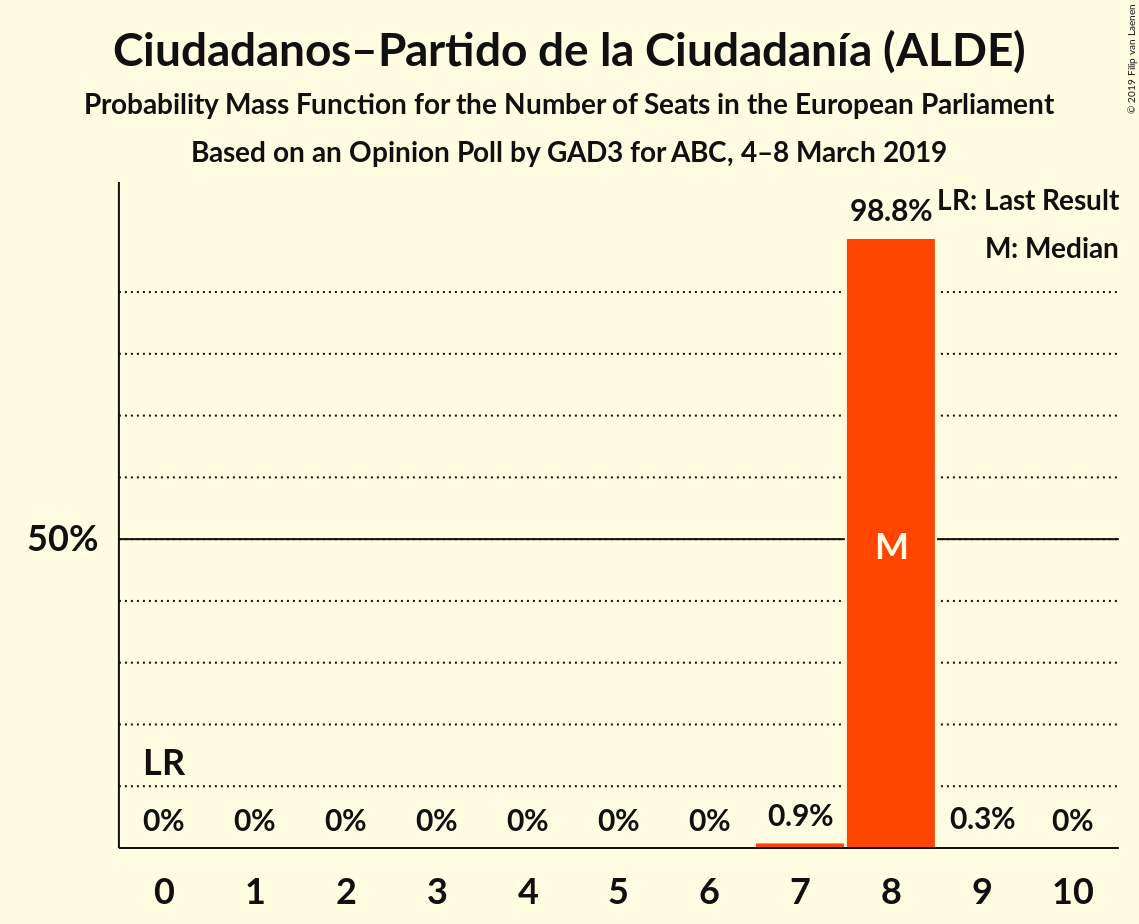 Ciudadanos–Partido de la Ciudadanía (ALDE)
Probability Mass Function for the Number of Seats in the European Parliament
Based on an Opinion Poll by GAD3 for ABC, 4–8 March 2019
© 2019 Filip van Laenen
98.8%
LR: Last Result
M: Median
50%
M
LR
0% 0% 0% 0% 0% 0% 0% 0.9% 0.3% 0%
0 1 2 3 4 5 6 7 8 9 10